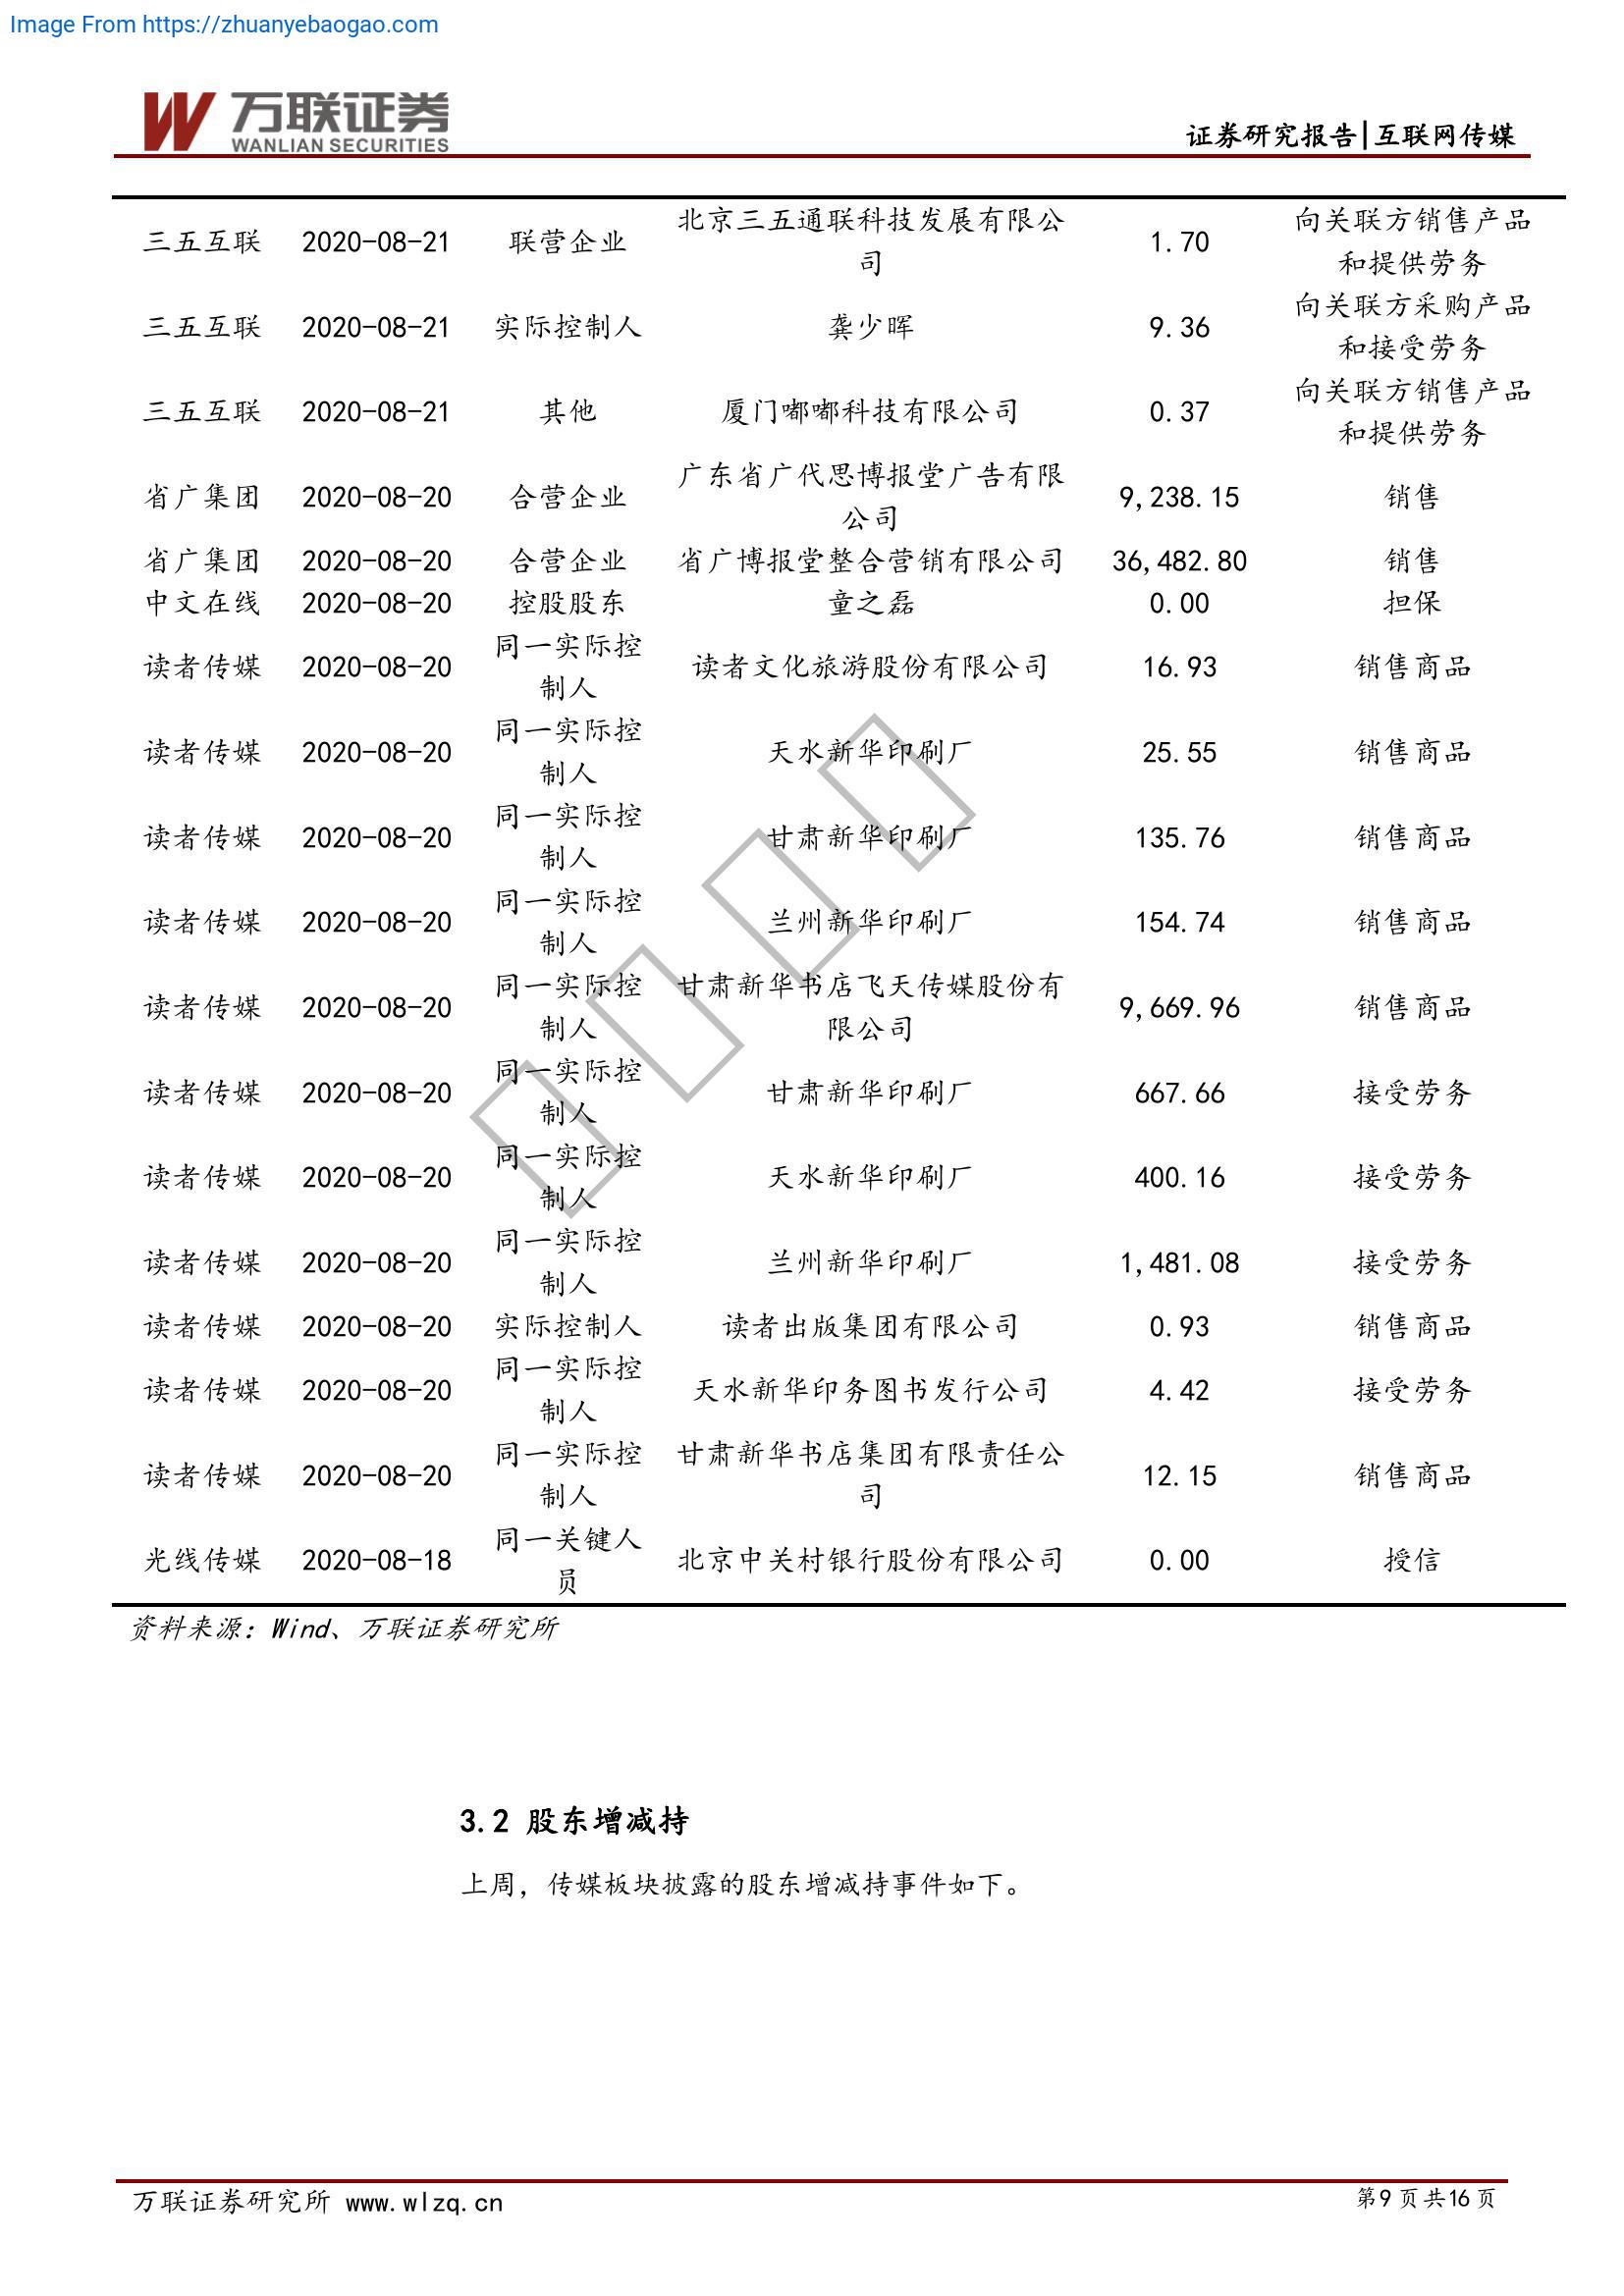 Image From https://zhuanyebaogao.com
万联证券
WANLIAN SECURITIES
证券研究报告|互联网传媒
三五互联 2020-08-21 联营企业 北京三五通联科技发展有限公司 1.70 向关联方销售产品和提供劳务
三五互联 2020-08-21 实际控制人 龚少晖 9.36 向关联方采购产品和接受劳务
三五互联 2020-08-21 其他 厦门嘟嘟科技有限公司 0.37 向关联方销售产品和提供劳务
省广集团 2020-08-20 合营企业 广东省广代思博报堂广告有限公司 9,238.15 销售
省广集团 2020-08-20 合营企业 省广博报堂整合营销有限公司 36,482.80 销售
中文在线 2020-08-20 控股股东 童之磊 0.00 担保
读者传媒 2020-08-20 同一实际控制人 读者文化旅游股份有限公司 16.93 销售商品
读者传媒 2020-08-20 同一实际控制人 天水新华印刷厂 25.55 销售商品
读者传媒 2020-08-20 同一实际控制人 甘肃新华印刷厂 135.76 销售商品
读者传媒 2020-08-20 同一实际控制人 兰州新华印刷厂 154.74 销售商品
读者传媒 2020-08-20 同一实际控制人 甘肃新华书店飞天传媒股份有限公司 9,669.96 销售商品
读者传媒 2020-08-20 同一实际控制人 甘肃新华印刷厂 667.66 接受劳务
读者传媒 2020-08-20 同一实际控制人 天水新华印刷厂 400.16 接受劳务
读者传媒 2020-08-20 同一实际控制人 兰州新华印刷厂 1,481.08 接受劳务
读者传媒 2020-08-20 实际控制人 读者出版集团有限公司 0.93 销售商品
读者传媒 2020-08-20 同一实际控制人 天水新华印务图书发行公司 4.42 接受劳务
读者传媒 2020-08-20 同一实际控制人 甘肃新华书店集团有限责任公司 12.15 销售商品
光线传媒 2020-08-18 同一关键人员 北京中关村银行股份有限公司 0.00 授信
资料来源：Wind、万联证券研究所
3.2 股东增减持
上周，传媒板块披露的股东增减持事件如下。
万联证券研究所 www.wlzq.cn
第9页共16页